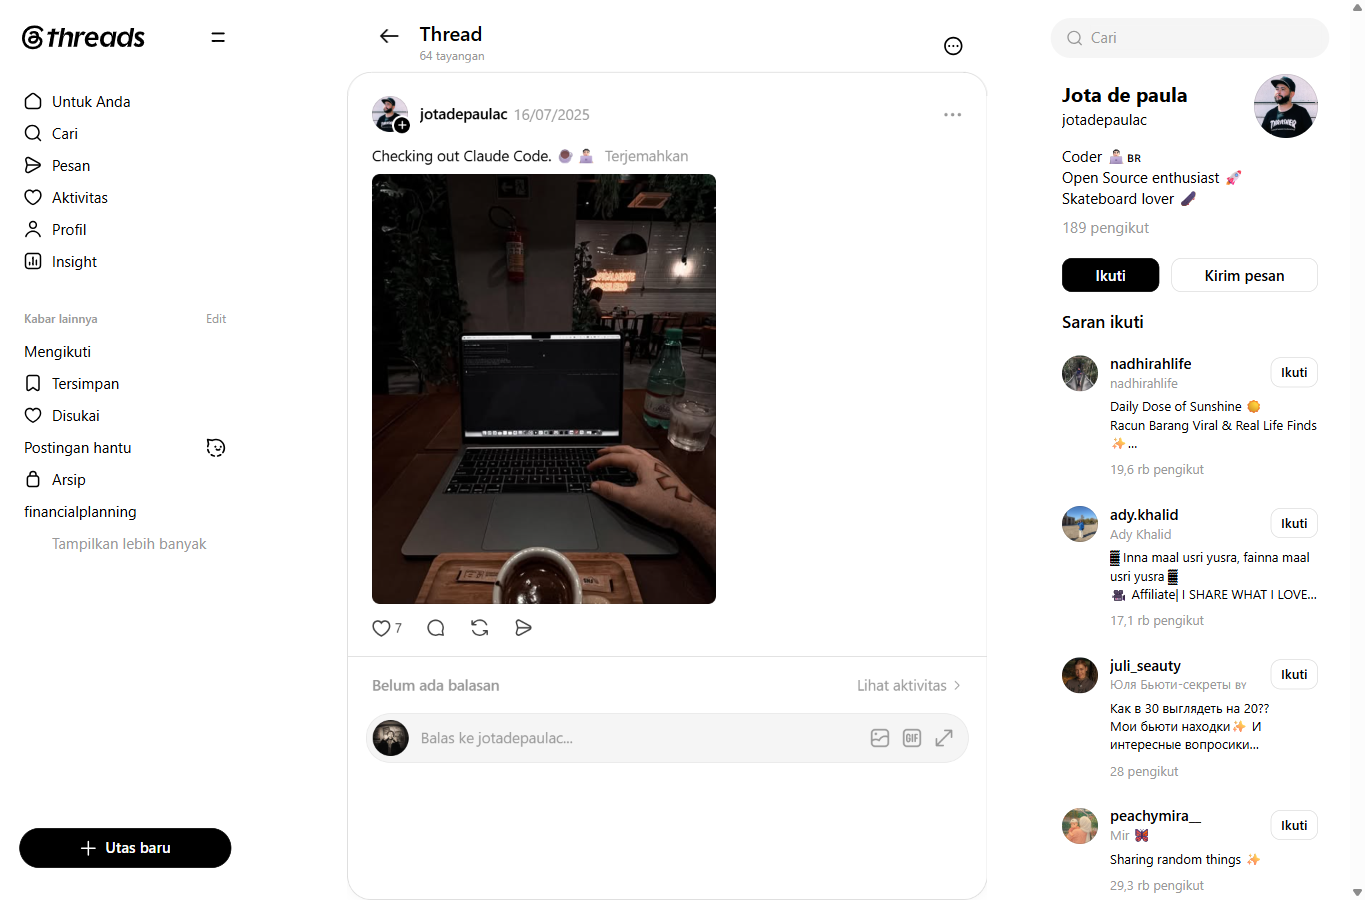 threads
Untuk Anda
Cari
Pesan
Aktivitas
Profil
Insight
Kabar lainnya
Edit
Mengikuti
Tersimpan
Disukai
Postingan hantu
Arsip
financialplanning
Tampilkan lebih banyak
Utas baru
Thread
64 tayangan
jotadepaulac 16/07/2025
Checking out Claude Code. Terjemahkan
7
Belum ada balasan
Lihat aktivitas
Balas ke jotadepaulac...
GIF
Cari
Jota de paula
jotadepaulac
Coder BR
Open Source enthusiast 🚀
Skateboard lover
189 pengikut
Ikuti
Kirim pesan
Saran ikuti
nadhirahlife
nadhirahlife
Ikuti
Daily Dose of Sunshine
Racun Barang Viral & Real Life Finds
✨ ...
19,6 rb pengikut
ady.khalid
Ady Khalid
Ikuti
▓ Inna maal usri yusra, fainna maal
usri yusra ▓
🎥 Affiliate| I SHARE WHAT I LOVE...
17,1 rb pengikut
juli_seauty
Юля Бьюти-секреты BY
Ikuti
Как в 30 выглядеть на 20??
Мои бьюти находки✨ И
интересные вопросики...
28 pengikut
peachymira__
Mir 🦋
Ikuti
Sharing random things ✨
29,3 rb pengikut